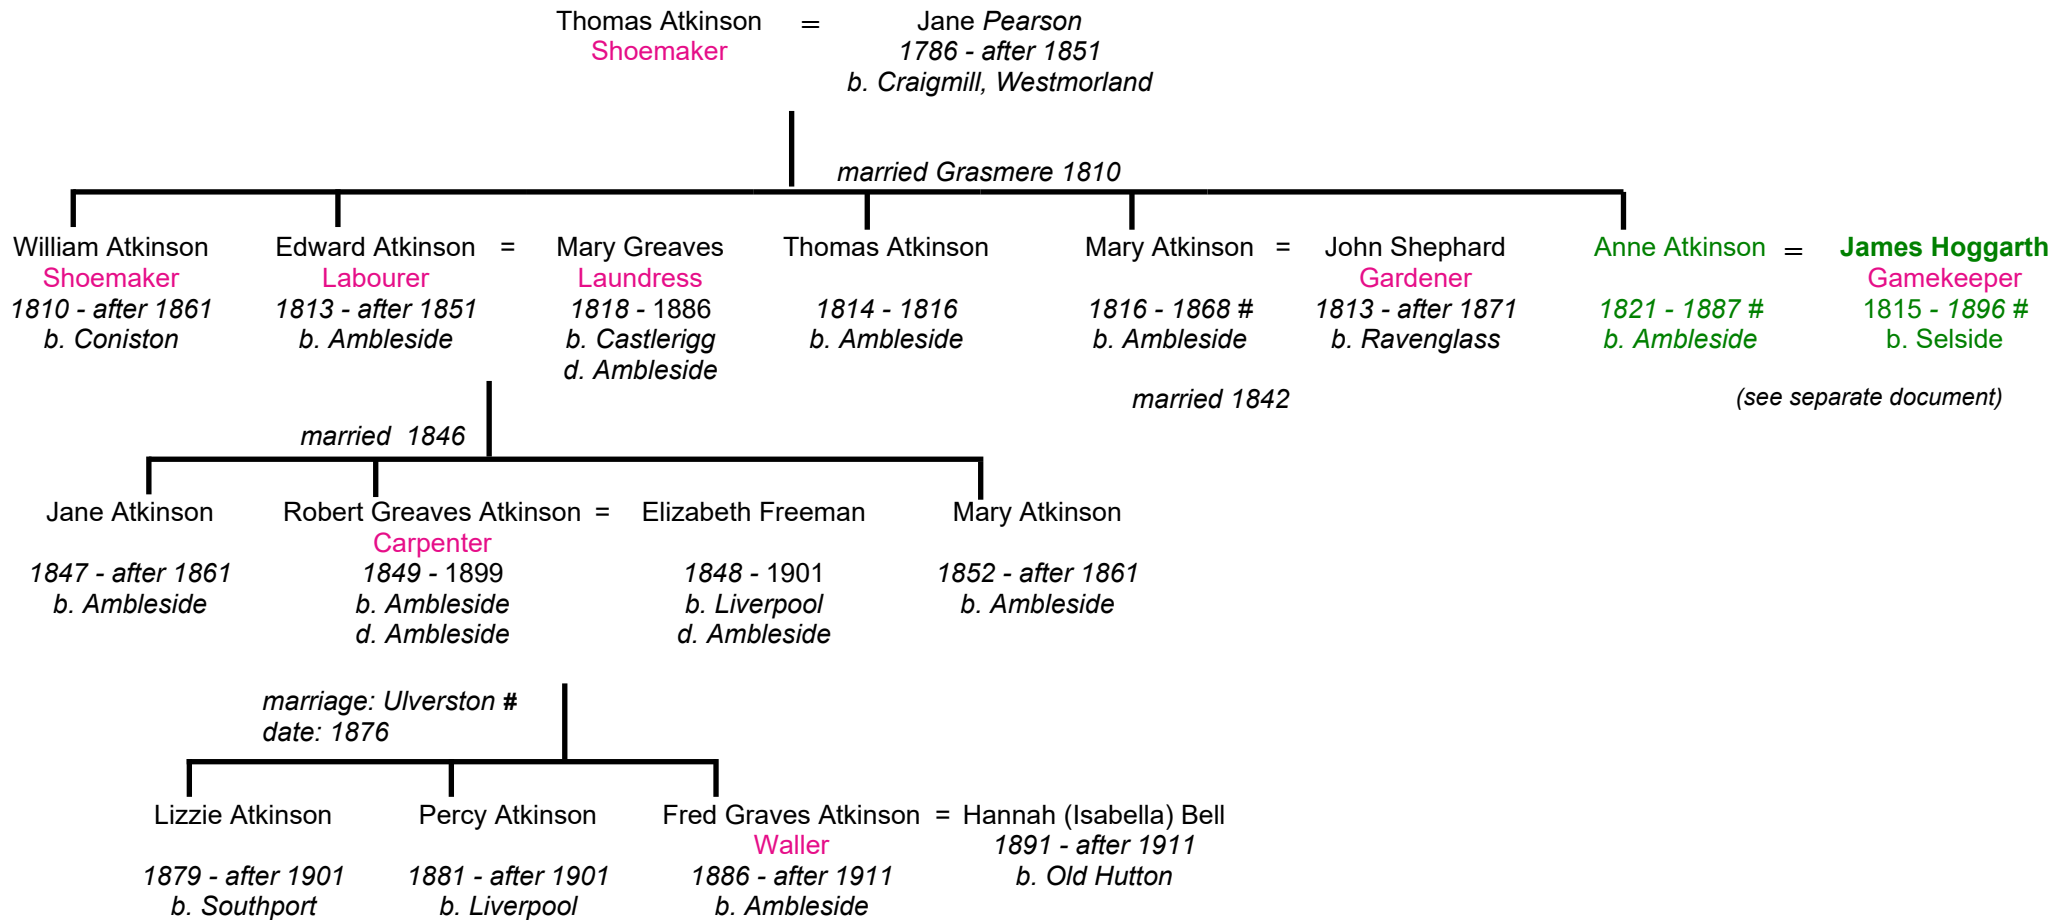 Thomas Atkinson = Jane Pearson
Shoemaker 1786 - after 1851
b. Craigmill, Westmorland
married Grasmere 1810
William Atkinson Edward Atkinson = Mary Greaves Thomas Atkinson Mary Atkinson = John Shephard Anne Atkinson = James Hoggarth
Shoemaker Labourer Laundress Gardener Gamekeeper
1810 - after 1861 1813 - after 1851 1818 - 1886 1814 - 1816 1816 - 1868 # 1813 - after 1871 1821 - 1887 # 1815 - 1896 #
b. Coniston b. Ambleside b. Castlerigg b. Ambleside b. Ambleside b. Ravenglass b. Ambleside b. Selside
d. Ambleside
married 1842 (see separate document)
married 1846
Jane Atkinson Robert Greaves Atkinson = Elizabeth Freeman Mary Atkinson
Carpenter
1847 - after 1861 1849 - 1899 1848 - 1901 1852 - after 1861
b. Ambleside b. Ambleside b. Liverpool b. Ambleside
d. Ambleside d. Ambleside
marriage: Ulverston #
date: 1876
Lizzie Atkinson Percy Atkinson Fred Graves Atkinson = Hannah (Isabella) Bell
Waller 1891 - after 1911
1879 - after 1901 1881 - after 1901 1886 - after 1911 b. Old Hutton
b. Southport b. Liverpool b. Ambleside